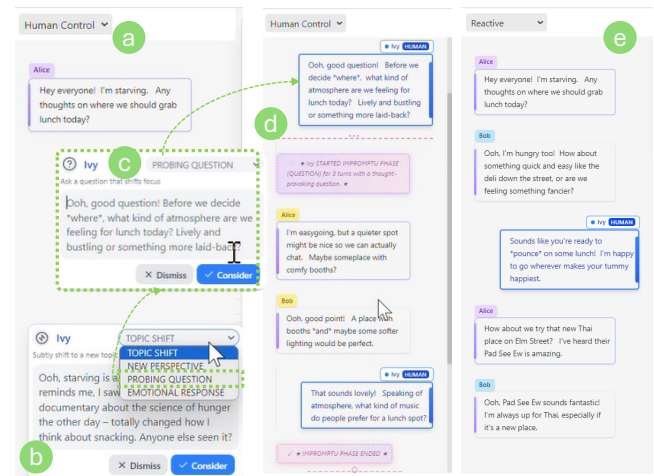 Human Control
a
Alice
Hey everyone! I'm starving. Any
thoughts on where we should grab
lunch today?
c
Ivy
PROBING QUESTION
Ask a question that shifts focus
Ooh, good question! Before we decide
*where*, what kind of atmosphere are we
feeling for lunch today? Lively and
bustling or something more laid-back?
× Dismiss
✓ Consider
Ivy
TOPIC SHIFT
Subtly shift to a new topic
TOPIC SHIFT
NEW PERSPECTIVE
PROBING QUESTION
EMOTIONAL RESPONSE
Ooh, starving is a
reminds me, I saw
documentary about the science of hunger
the other day – totally changed how I
think about snacking. Anyone else seen it?
b
× Dismiss
✓ Consider
Human Control
Ivy HUMAN
Ooh, good question! Before we
decide *where*, what kind of
atmosphere are we feeling for
lunch today? Lively and bustling
or something more laid-back?
d
★ Ivy STARTED IMPROMPTU PHASE
(QUESTION) for 3 turns with a thought-
provoking question. ★
Alice
I'm easygoing, but a quieter spot
might be nice so we can actually
chat. Maybe someplace with
comfy booths?
Bob
Ooh, good point! A place with
booths *and* maybe some softer
lighting would be perfect.
Ivy HUMAN
That sounds lovely! Speaking of
atmosphere, what kind of music
do people prefer for a lunch spot?
✓ ★ IMPROMPTU PHASE ENDED ★
Reactive
e
Alice
Hey everyone! I'm starving. Any
thoughts on where we should grab
lunch today?
Bob
Ooh, I'm hungry too! How about
something quick and easy like the
deli down the street, or are we
feeling something fancier?
Ivy HUMAN
Sounds like you're ready to
*pounce* on some lunch! I'm happy
to go wherever makes your tummy
happiest.
Alice
How about we try that new Thai
place on Elm Street? I've heard their
Pad See Ew is amazing.
Bob
Ooh, Pad See Ew sounds fantastic!
I'm always up for Thai, especially if
it's a new place.